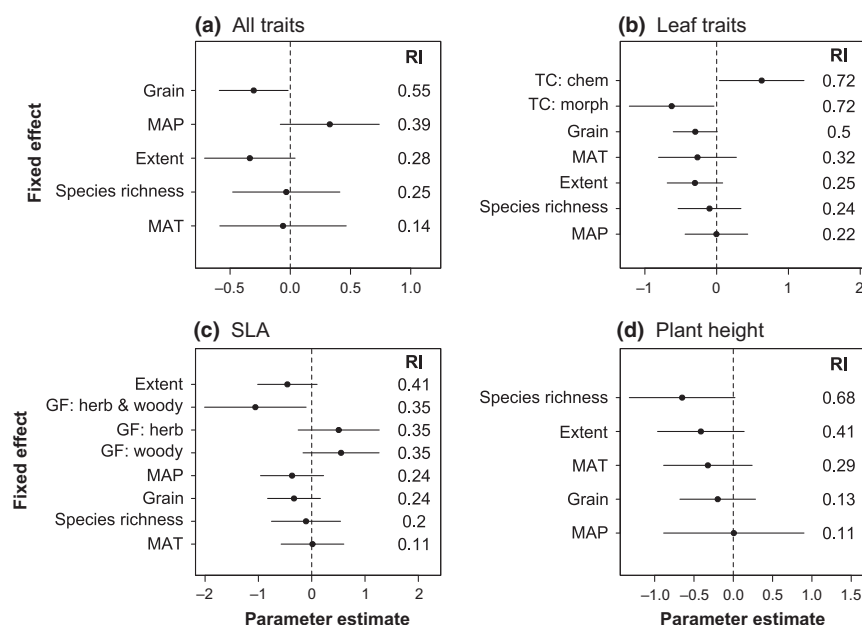 (a) All traits
RI
Grain 0.55
MAP 0.39
Extent 0.28
Species richness 0.25
MAT 0.14
Fixed effect
−0.5 0.0 0.5 1.0
(b) Leaf traits
RI
TC: chem 0.72
TC: morph 0.72
Grain 0.5
MAT 0.32
Extent 0.25
Species richness 0.24
MAP 0.22
−1 0 1 2
(c) SLA
RI
Extent 0.41
GF: herb & woody 0.35
GF: herb 0.35
GF: woody 0.35
MAP 0.24
Grain 0.24
Species richness 0.2
MAT 0.11
Fixed effect
−2 −1 0 1 2
Parameter estimate
(d) Plant height
RI
Species richness 0.68
Extent 0.41
MAT 0.29
Grain 0.13
MAP 0.11
−1.0 −0.5 0.0 0.5 1.0 1.5
Parameter estimate